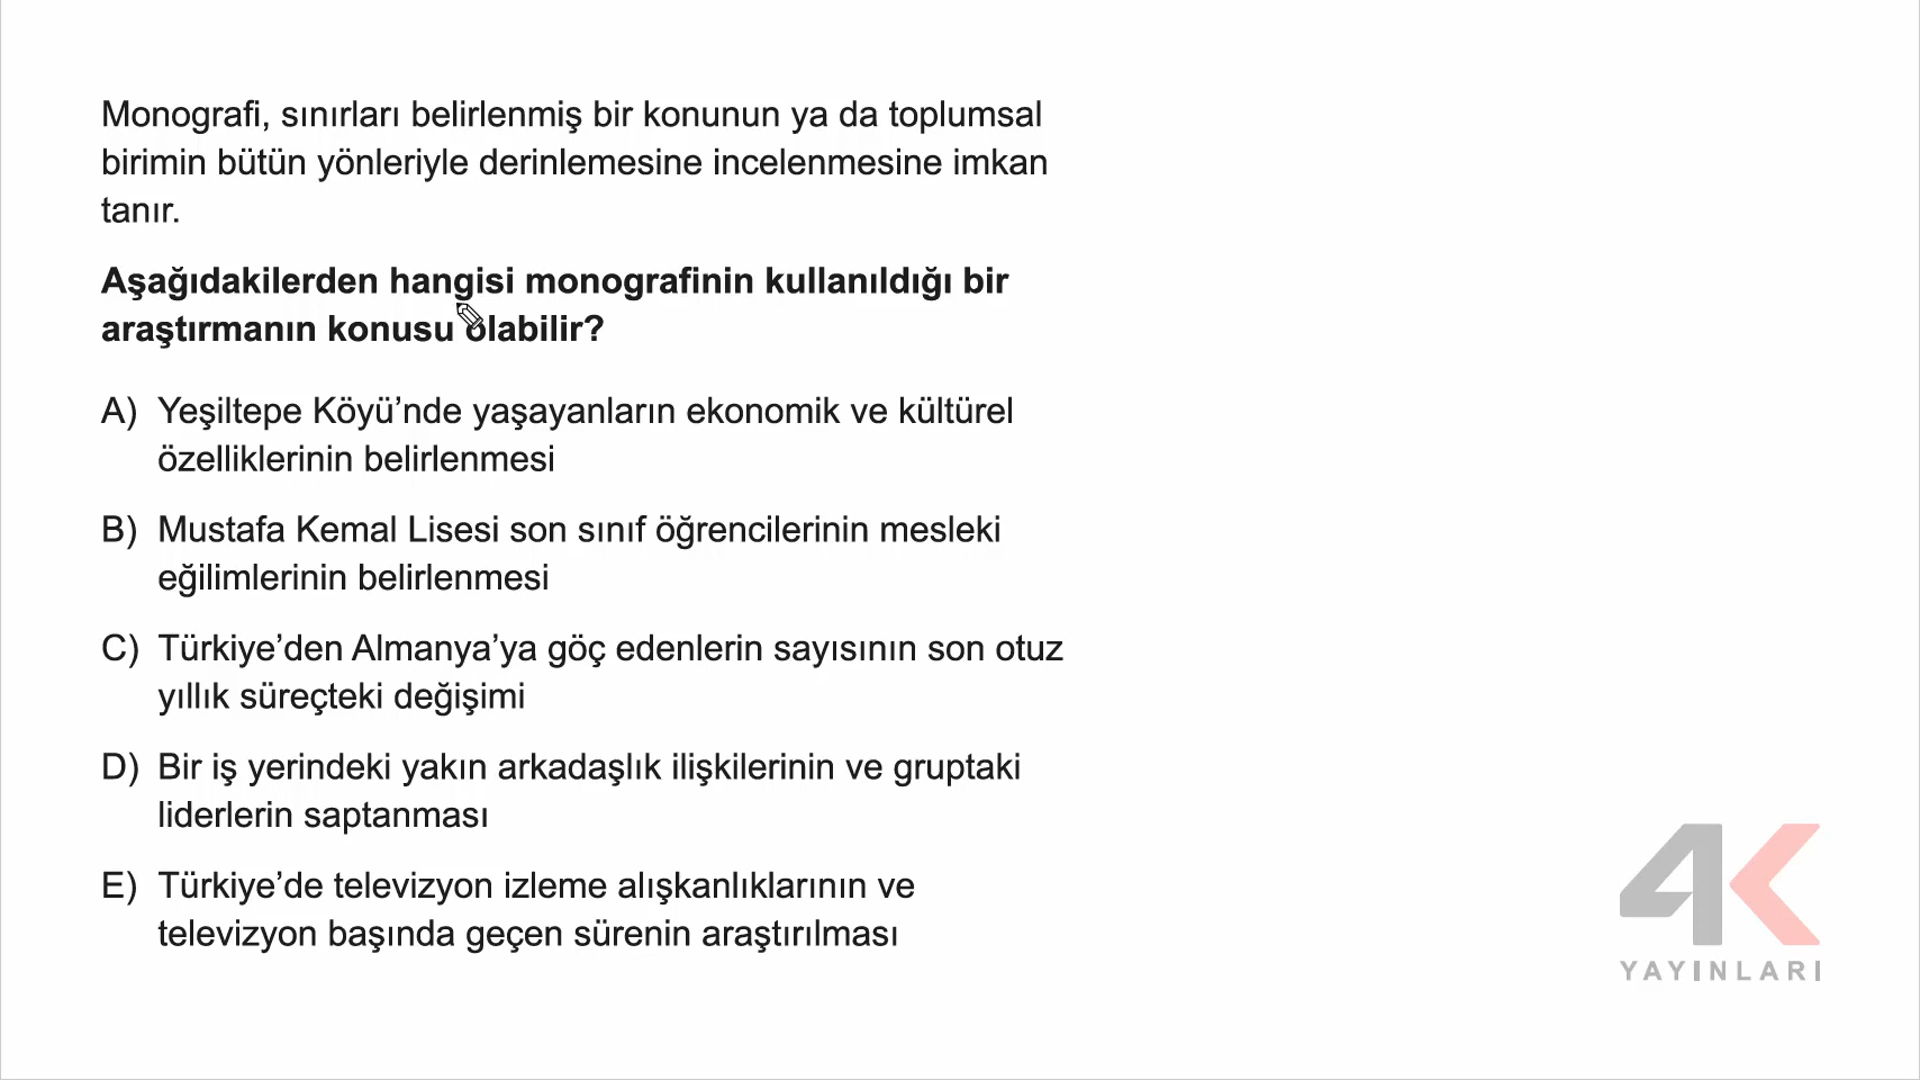 Monografi, sınırları belirlenmiş bir konunun ya da toplumsal
birimin bütün yönleriyle derinlemesine incelenmesine imkan
tanır.
Aşağıdakilerden hangisi monografinin kullanıldığı bir
araştırmanın konusu olabilir?
A) Yeşiltepe Köyü’nde yaşayanların ekonomik ve kültürel
özelliklerinin belirlenmesi
B) Mustafa Kemal Lisesi son sınıf öğrencilerinin mesleki
eğilimlerinin belirlenmesi
C) Türkiye’den Almanya’ya göç edenlerin sayısının son otuz
yıllık süreçteki değişimi
D) Bir iş yerindeki yakın arkadaşlık ilişkilerinin ve gruptaki
liderlerin saptanması
E) Türkiye’de televizyon izleme alışkanlıklarının ve
televizyon başında geçen sürenin araştırılması
4K
YAYINLARI